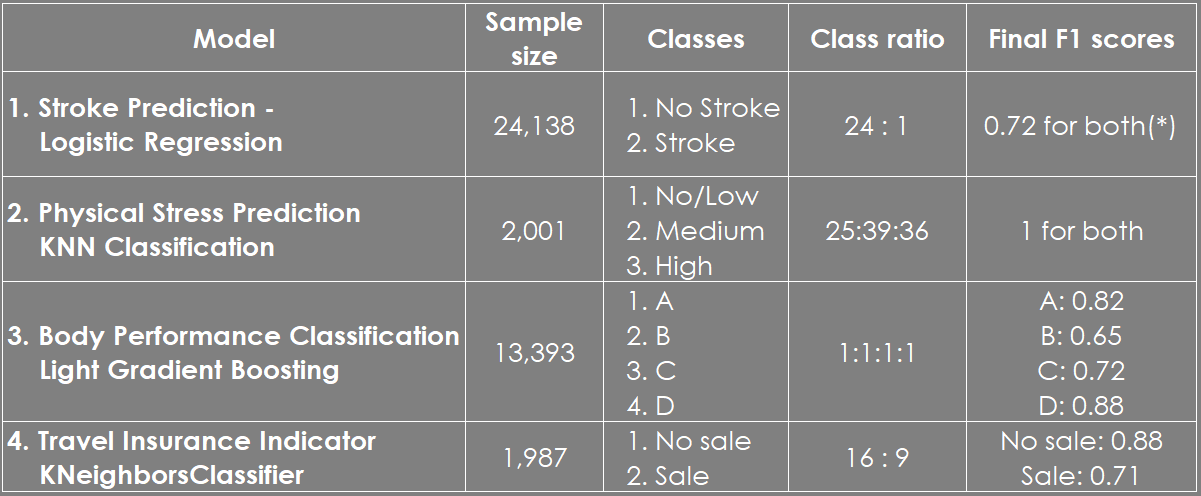 Model
Sample
size
Classes
Class ratio
Final F1 scores
1. Stroke Prediction -
Logistic Regression
24,138
1. No Stroke
2. Stroke
24 : 1
0.72 for both(*)
2. Physical Stress Prediction
KNN Classification
2,001
1. No/Low
2. Medium
3. High
25:39:36
1 for both
3. Body Performance Classification
Light Gradient Boosting
13,393
1. A
2. B
3. C
4. D
1:1:1:1
A: 0.82
B: 0.65
C: 0.72
D: 0.88
4. Travel Insurance Indicator
KNeighborsClassifier
1,987
1. No sale
2. Sale
16 : 9
No sale: 0.88
Sale: 0.71